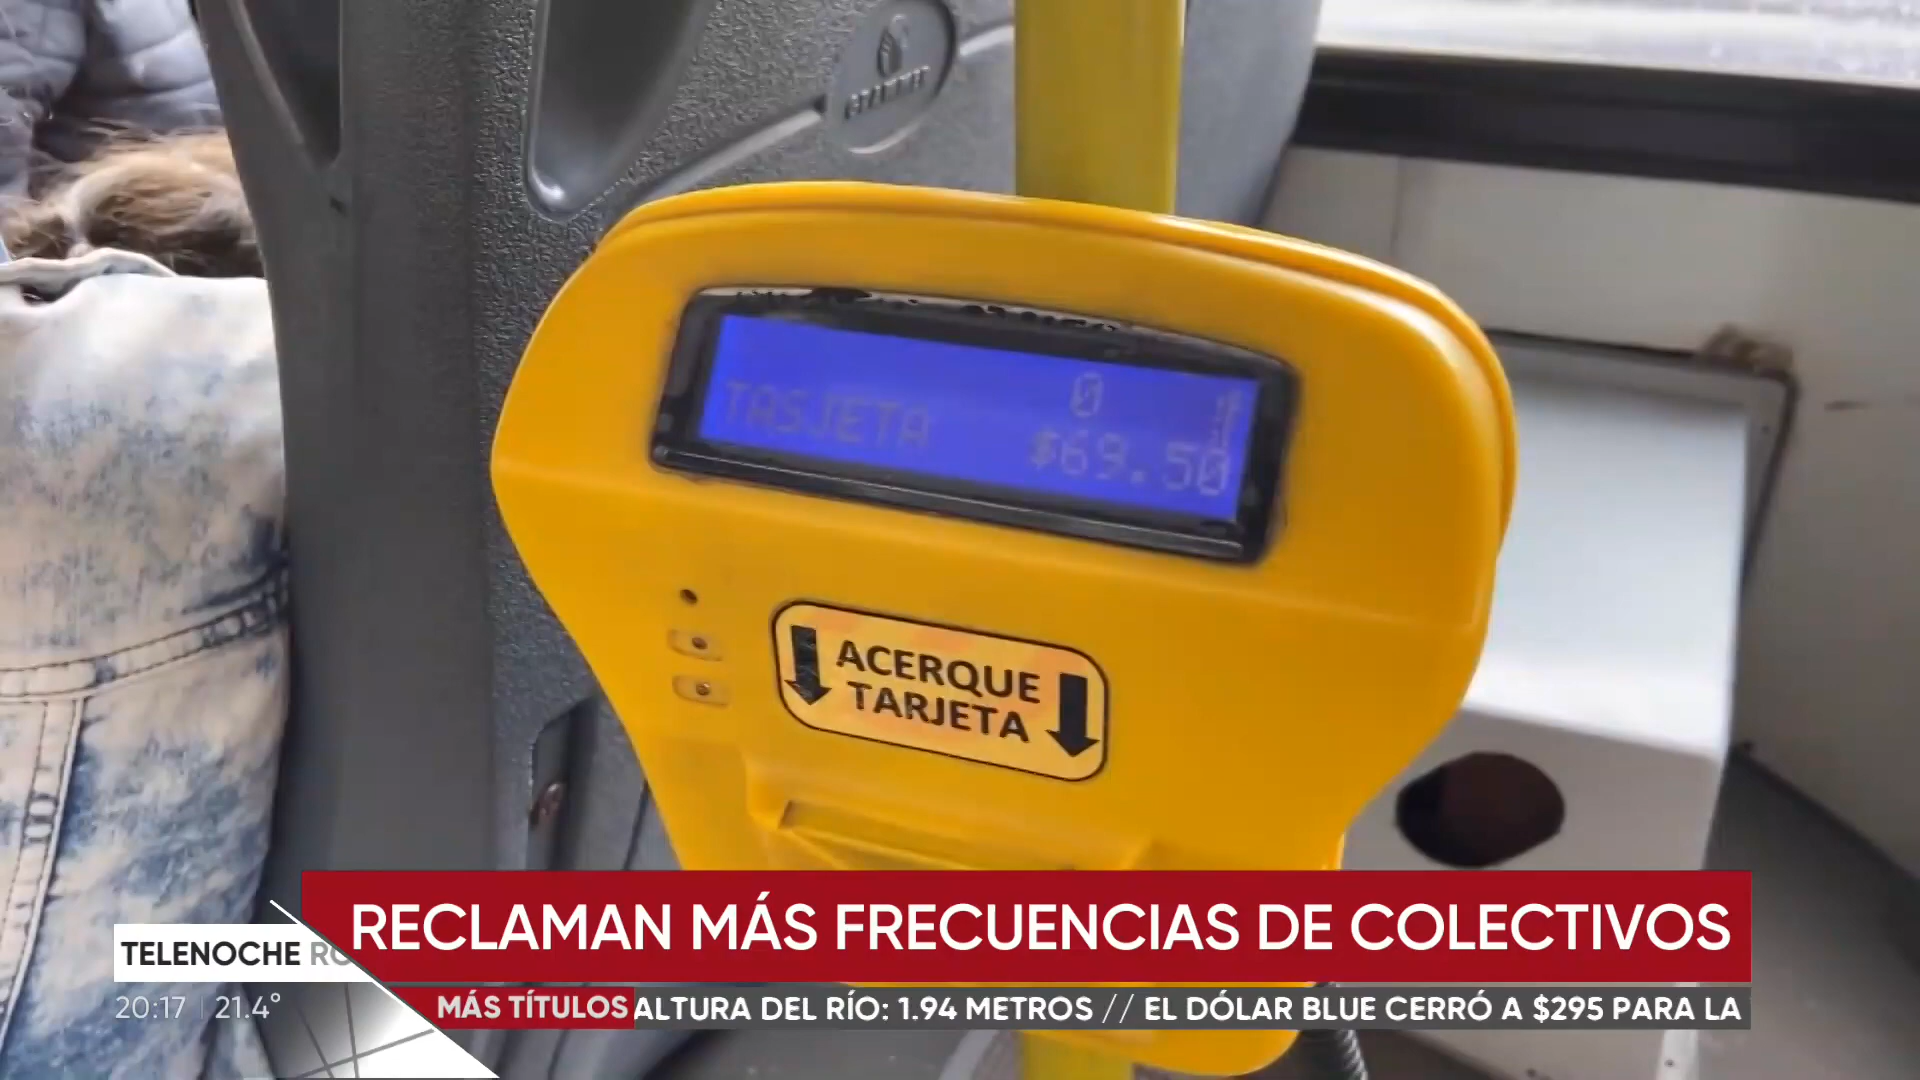 0
TASJETA $69.50
ACERQUE
TARJETA
RECLAMAN MÁS FRECUENCIAS DE COLECTIVOS
TELENOCHE RO
20:17 | 21.4°
MÁS TÍTULOS ALTURA DEL RÍO: 1.94 METROS // EL DÓLAR BLUE CERRÓ A $295 PARA LA